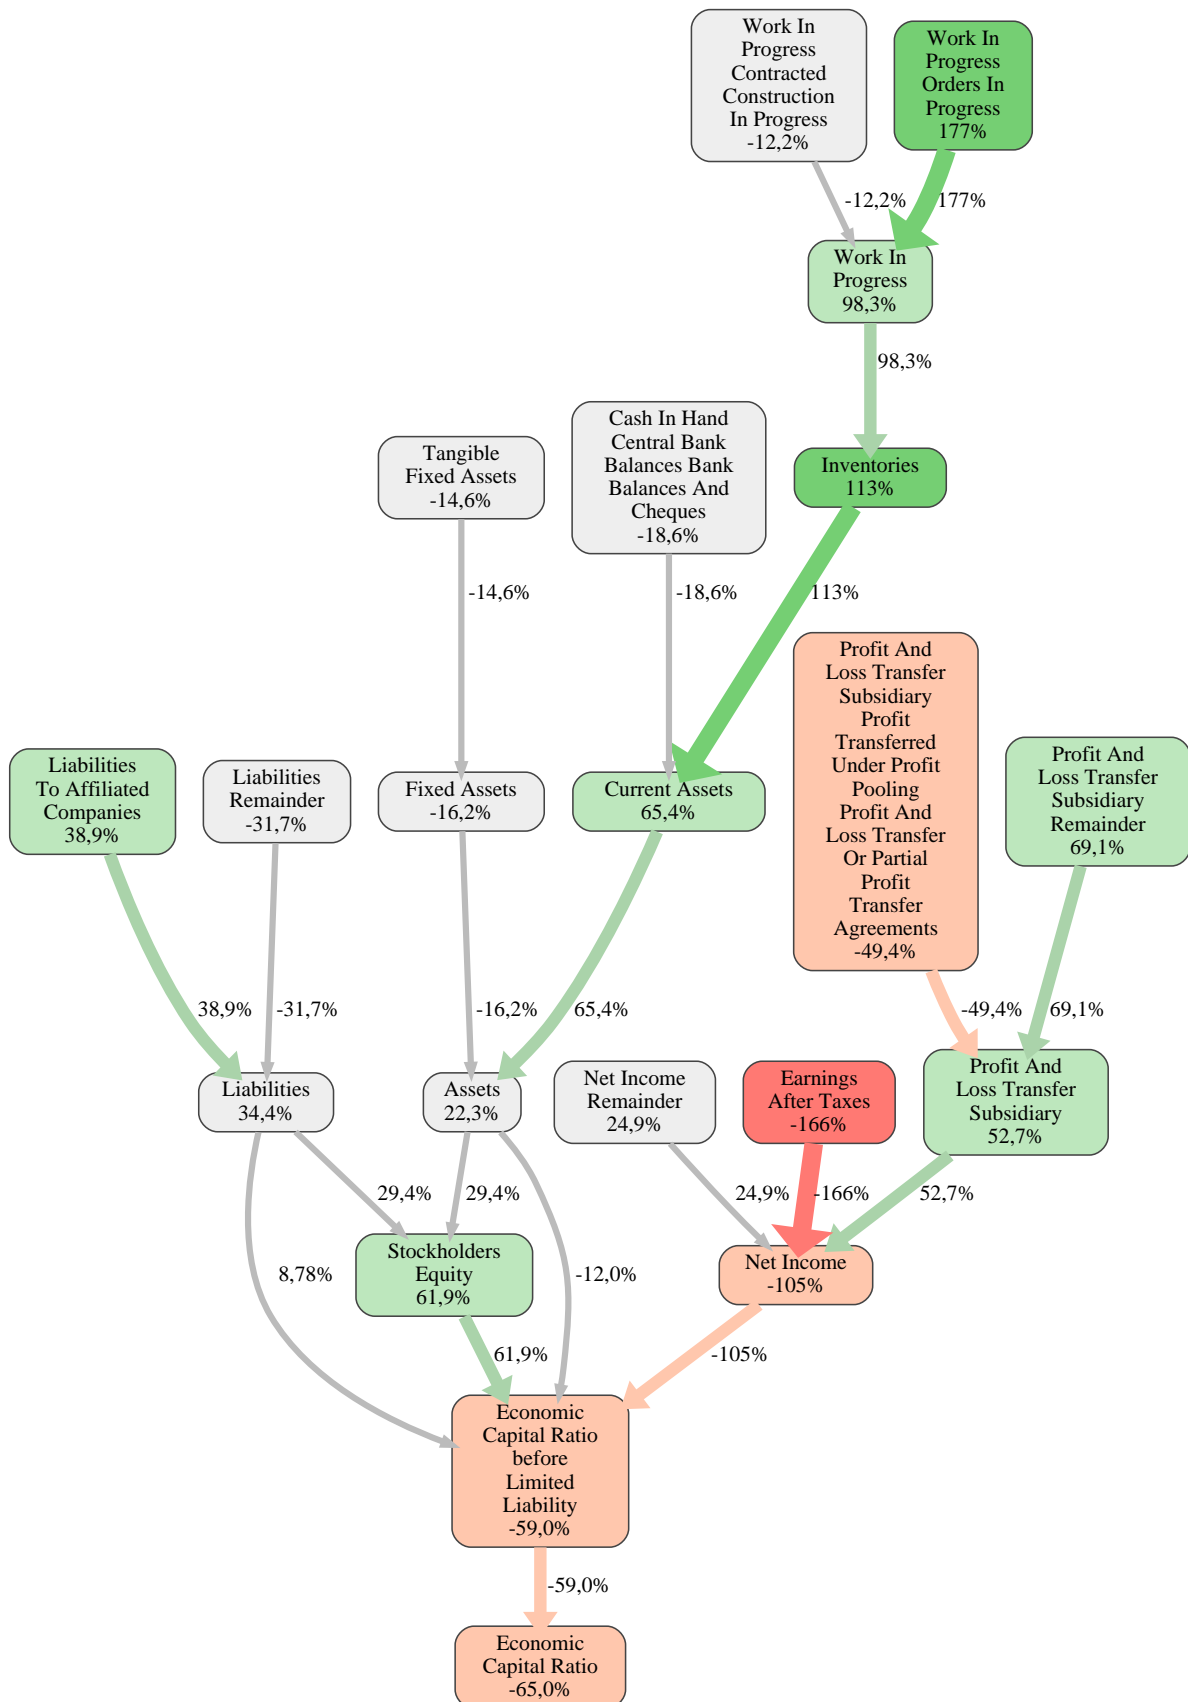 Work In
Progress
Contracted
Construction
In Progress
-12,2%
Work In
Progress
Orders In
Progress
177%
-12,2%
177%
Work In
Progress
98,3%
98,3%
Tangible
Fixed Assets
-14,6%
Cash In Hand
Central Bank
Balances Bank
Balances And
Cheques
-18,6%
Inventories
113%
-14,6%
-18,6%
113%
Profit And
Loss Transfer
Subsidiary
Profit
Transferred
Under Profit
Pooling
Profit And
Loss Transfer
Or Partial
Profit
Transfer
Agreements
-49,4%
Profit And
Loss Transfer
Subsidiary
Remainder
69,1%
Liabilities
To Affiliated
Companies
38,9%
Liabilities
Remainder
-31,7%
Fixed Assets
-16,2%
Current Assets
65,4%
38,9%
-31,7%
-16,2%
65,4%
-49,4%
69,1%
Liabilities
34,4%
Assets
22,3%
Net Income
Remainder
24,9%
Earnings
After Taxes
-166%
Profit And
Loss Transfer
Subsidiary
52,7%
29,4%
29,4%
24,9%
-166%
52,7%
Stockholders
Equity
61,9%
Net Income
-105%
8,78%
-12,0%
61,9%
-105%
Economic
Capital Ratio
before
Limited
Liability
-59,0%
-59,0%
Economic
Capital Ratio
-65,0%